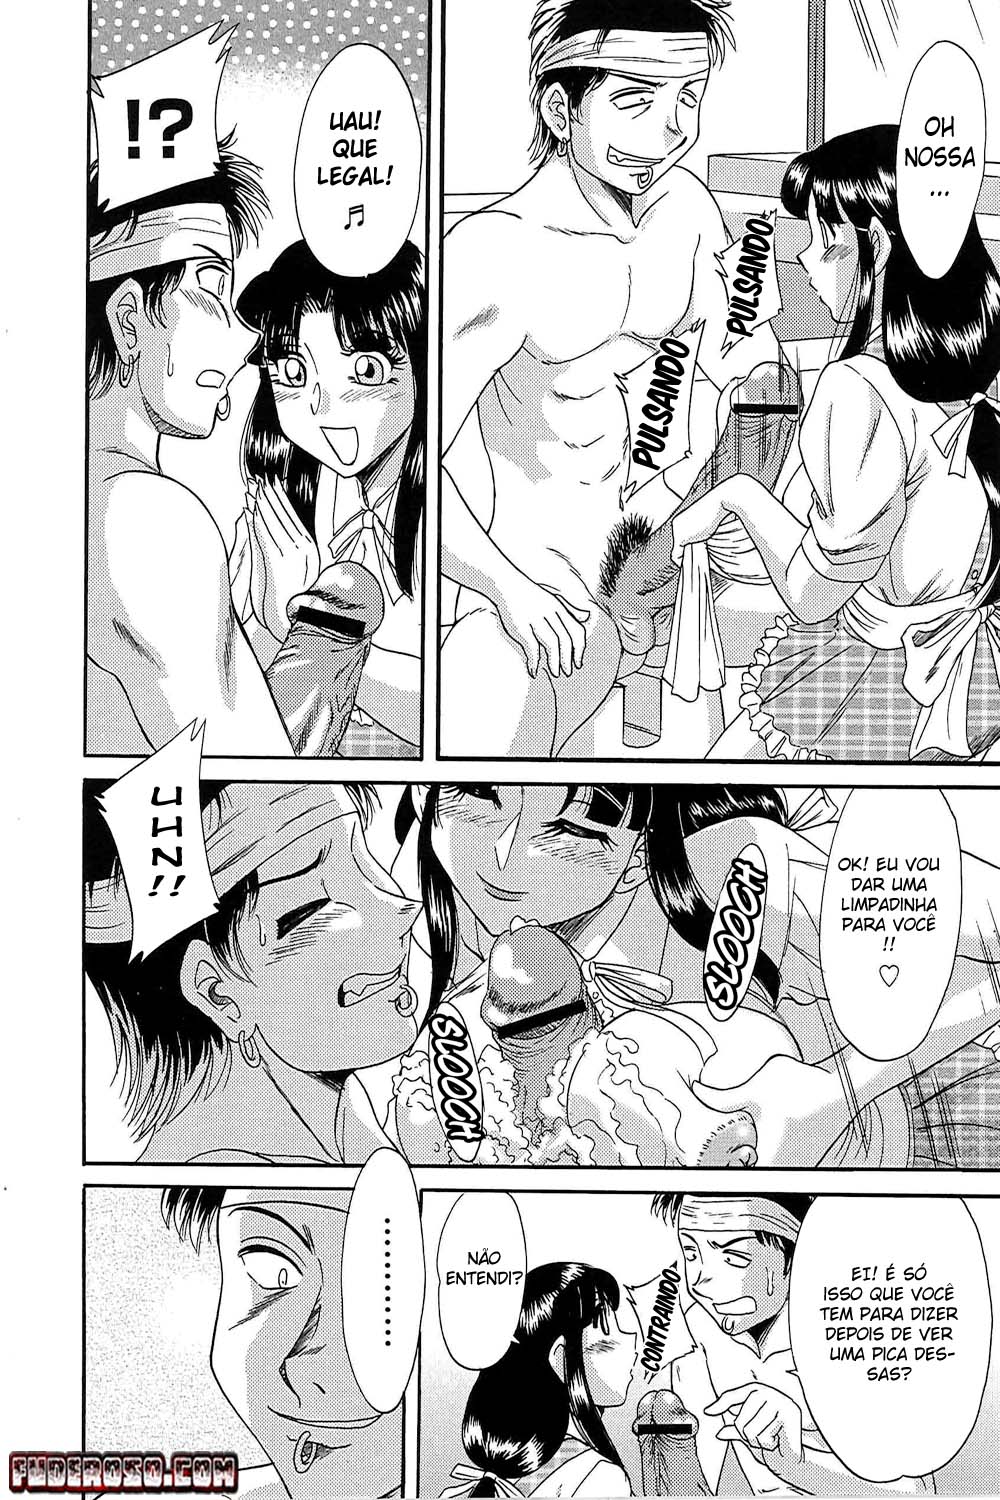 OH
NOSSA
...
PULSANDO
PULSANDO
UAU!
QUE
LEGAL!
♬
!?
OK! EU VOU
DAR UMA
LIMPADINHA
PARA VOCÊ
!!
♡
SLOOCH
SLOOCH
UHN!!
EI! É SÓ
ISSO QUE VOCÊ
TEM PARA DIZER
DEPOIS DE VER
UMA PICA DES-
SAS?
CONTRAINDO
NÃO
ENTENDI?
..........
FUDEROSO.COM